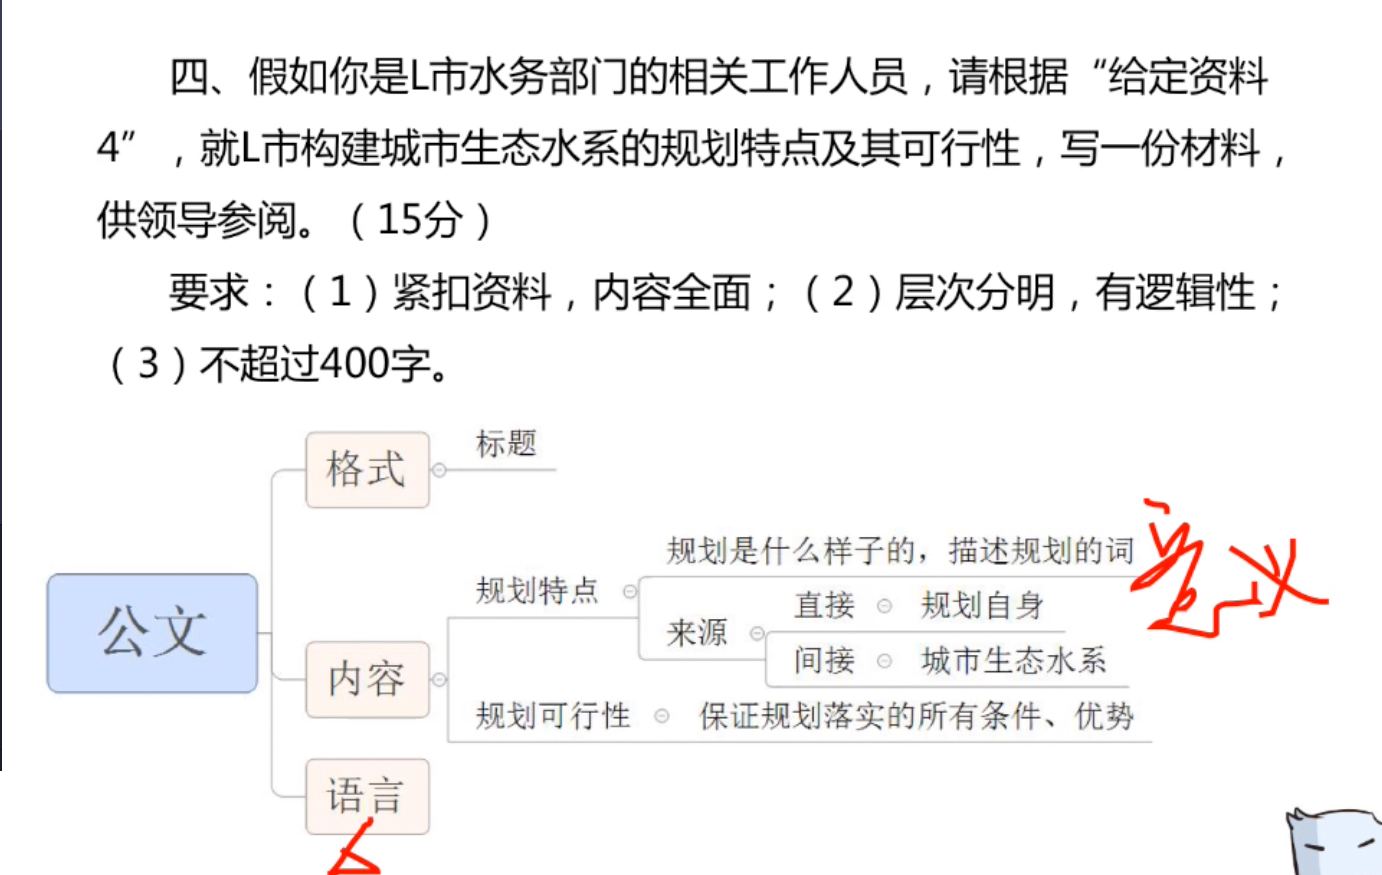 四、假如你是L市水务部门的相关工作人员，请根据“给定资料
4”，就L市构建城市生态水系的规划特点及其可行性，写一份材料，
供领导参阅。（15分）
要求：（1）紧扣资料，内容全面；（2）层次分明，有逻辑性；
（3）不超过400字。
公文
格式
标题
内容
规划特点
规划是什么样子的，描述规划的词
意义
来源
直接
规划自身
间接
城市生态水系
规划可行性
保证规划落实的所有条件、优势
语言